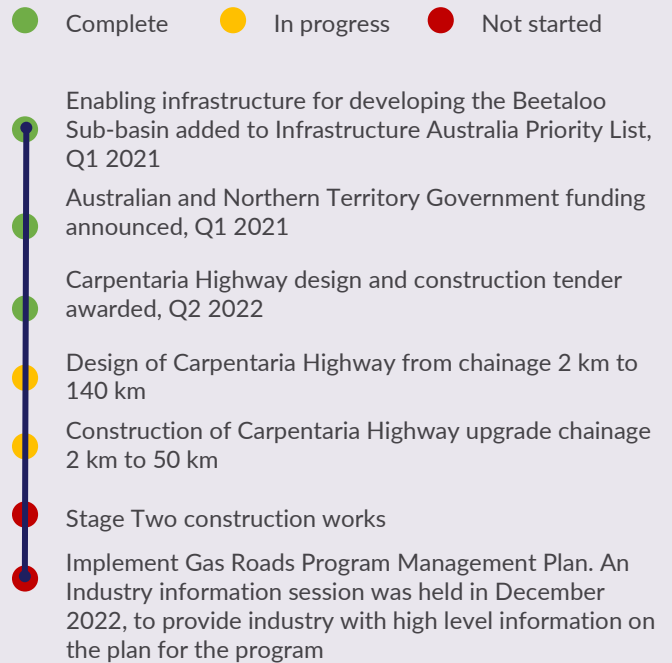 Complete In progress Not started
Enabling infrastructure for developing the Beetaloo
Sub-basin added to Infrastructure Australia Priority List,
Q1 2021
Australian and Northern Territory Government funding
announced, Q1 2021
Carpentaria Highway design and construction tender
awarded, Q2 2022
Design of Carpentaria Highway from chainage 2 km to
140 km
Construction of Carpentaria Highway upgrade chainage
2 km to 50 km
Stage Two construction works
Implement Gas Roads Program Management Plan. An
Industry information session was held in December
2022, to provide industry with high level information on
the plan for the program